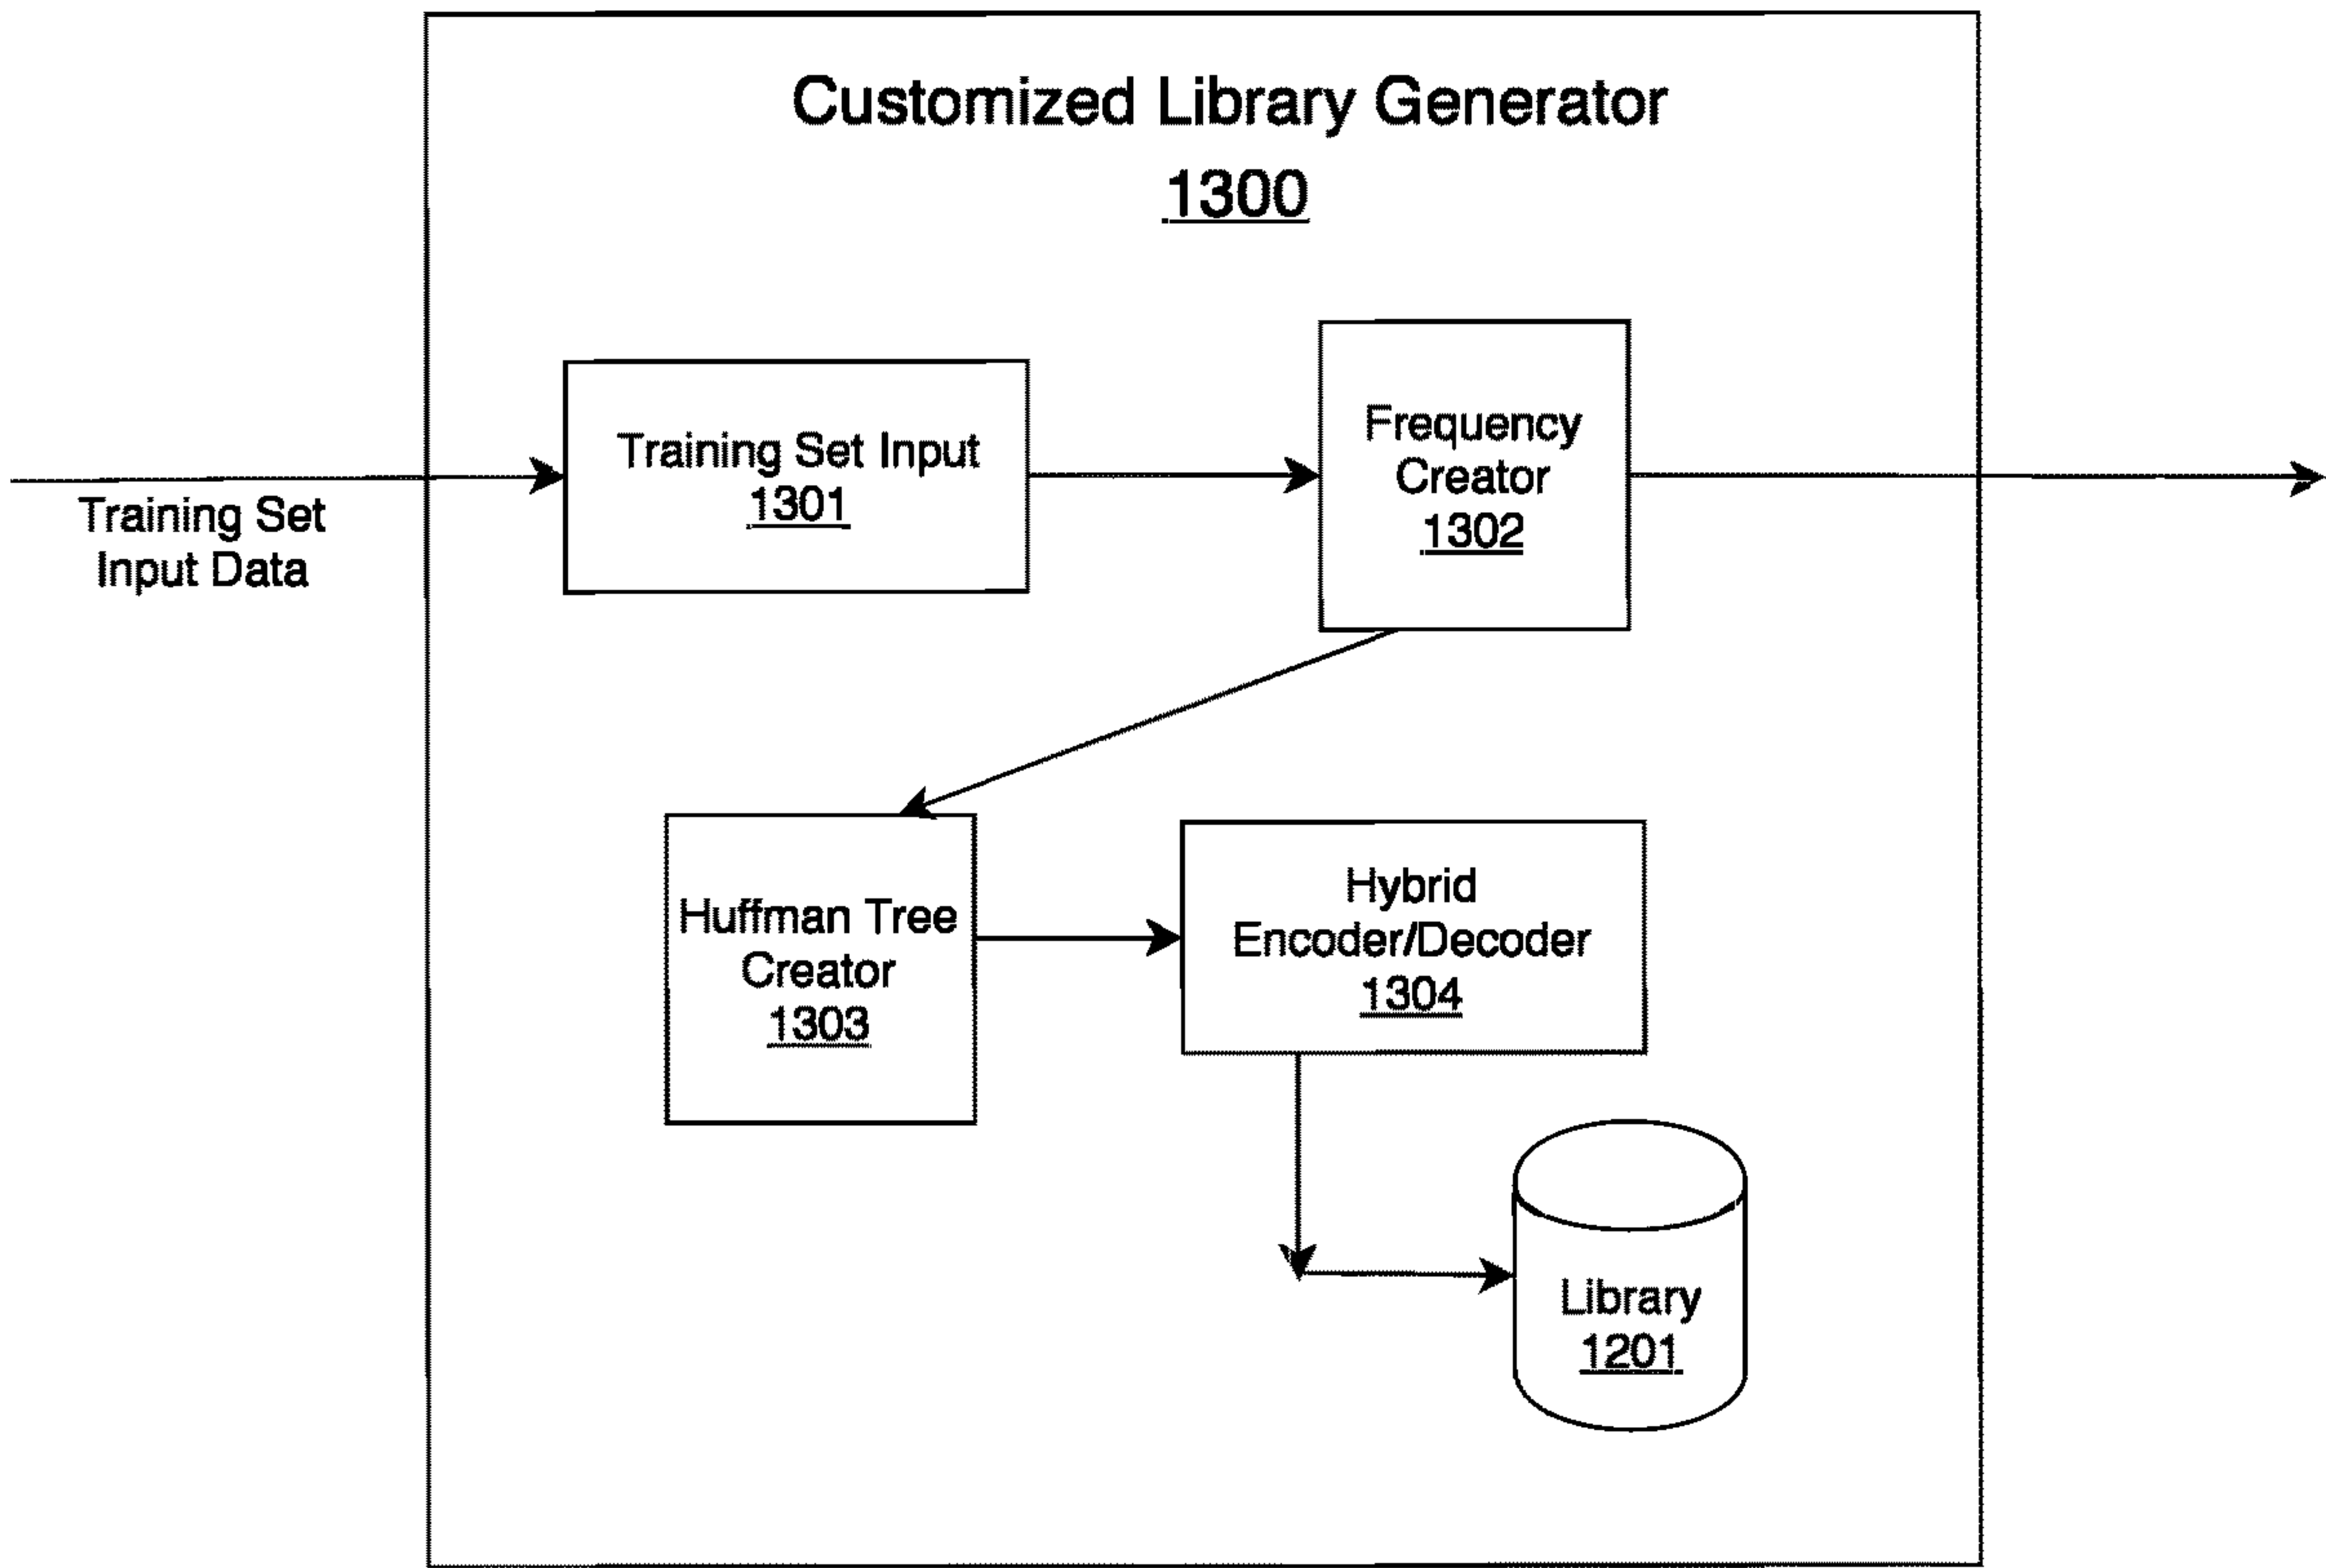 Customized Library Generator
1300
Training Set Input
1301
Frequency
Creator
1302
Training Set
Input Data
Huffman Tree
Creator
1303
Hybrid
Encoder/Decoder
1304
Library
1201